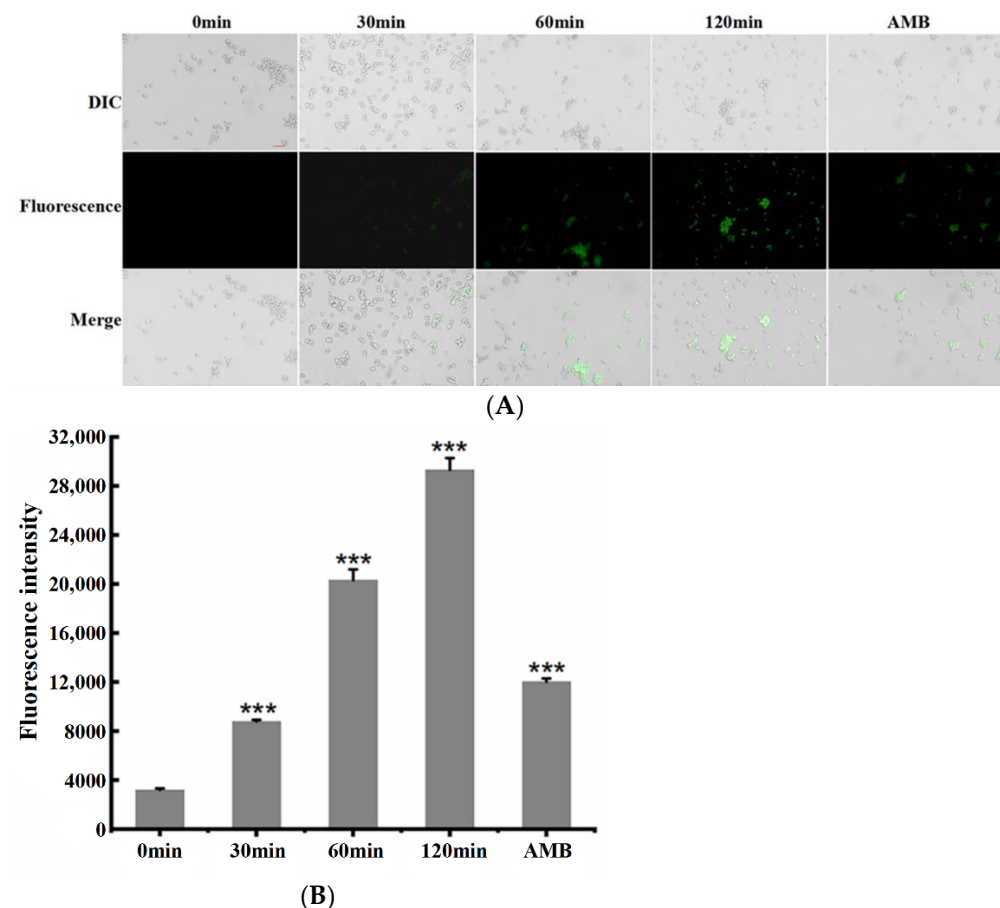 0min 30min 60min 120min AMB
DIC
Fluorescence
Merge
(A)
32,000
28,000
24,000
20,000
16,000
12,000
8000
4000
0
Fluorescence intensity
***
***
***
***
0min 30min 60min 120min AMB
(B)